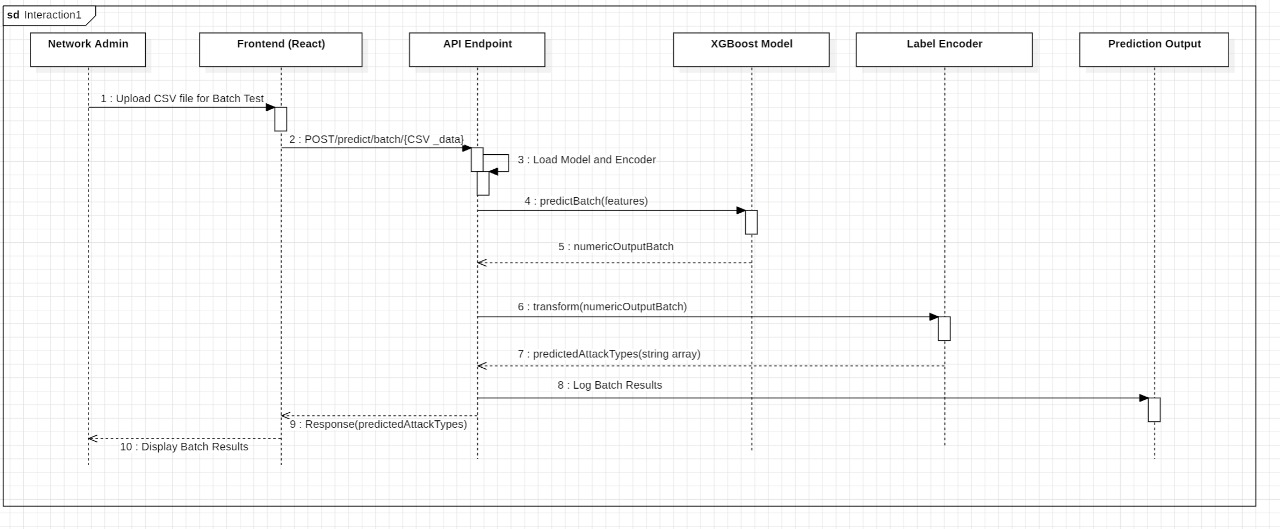 sd Interaction1
Network Admin
Frontend (React)
API Endpoint
XGBoost Model
Label Encoder
Prediction Output
1 : Upload CSV file for Batch Test
2 : POST/predict/batch/{CSV _data}
3 : Load Model and Encoder
4 : predictBatch(features)
5 : numericOutputBatch
6 : transform(numericOutputBatch)
7 : predictedAttackTypes(string array)
8 : Log Batch Results
9 : Response(predictedAttackTypes)
10 : Display Batch Results